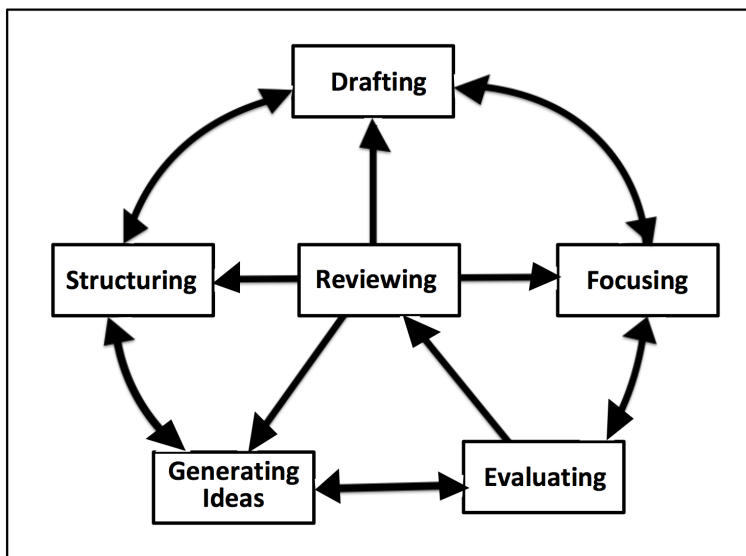 Drafting
Structuring
Reviewing
Focusing
Generating
Ideas
Evaluating